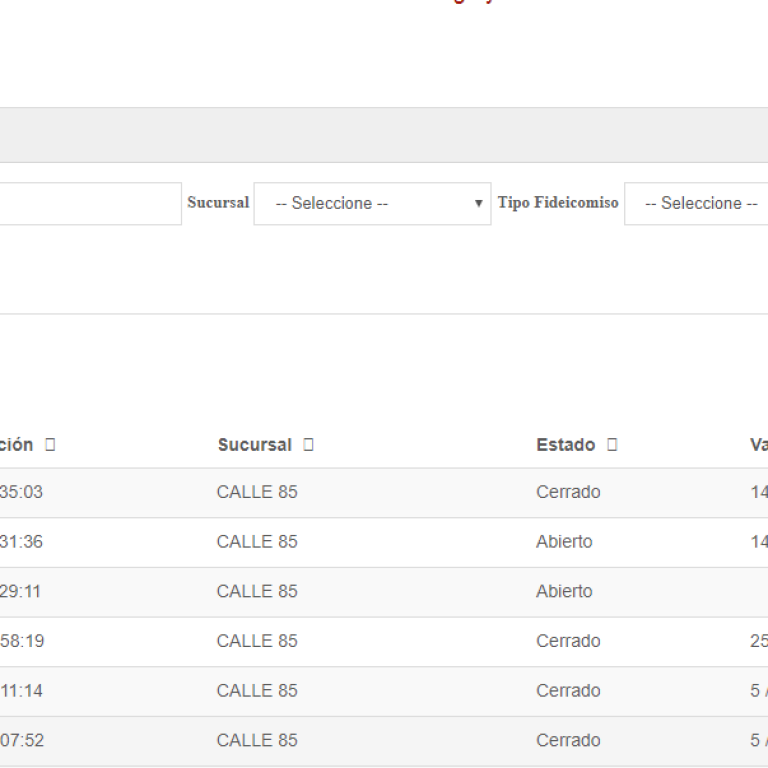 Sucursal -- Seleccione -- Tipo Fideicomiso -- Seleccione --
ción Sucursal Estado Va
35:03 CALLE 85 Cerrado 14
31:36 CALLE 85 Abierto 14
29:11 CALLE 85 Abierto
58:19 CALLE 85 Cerrado 25
11:14 CALLE 85 Cerrado 5 /
07:52 CALLE 85 Cerrado 5 /